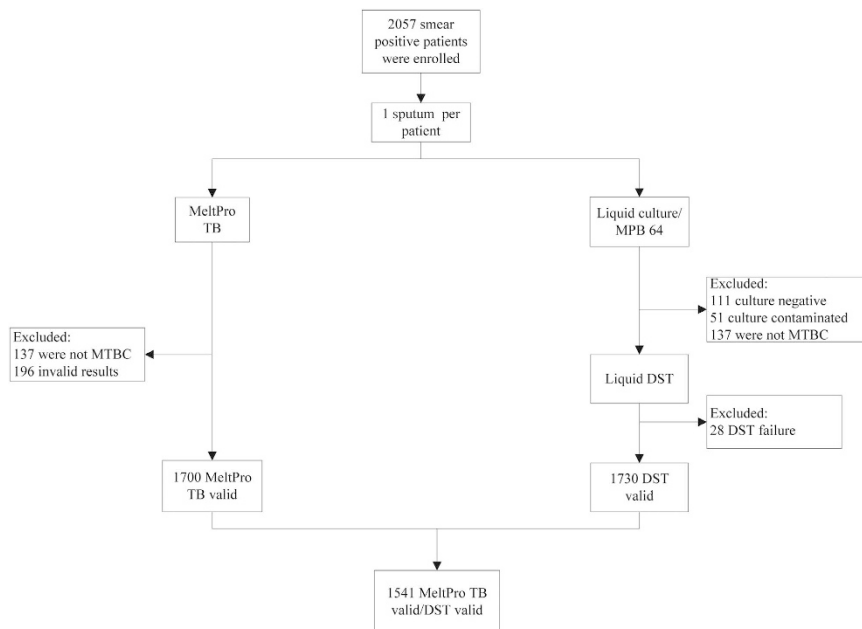 2057 smear
positive patients
were enrolled
1 sputum per
patient
MeltPro
TB
Liquid culture/
MPB 64
Excluded:
111 culture negative
51 culture contaminated
137 were not MTBC
Excluded:
137 were not MTBC
196 invalid results
Liquid DST
Excluded:
28 DST failure
1700 MeltPro
TB valid
1730 DST
valid
1541 MeltPro TB
valid/DST valid